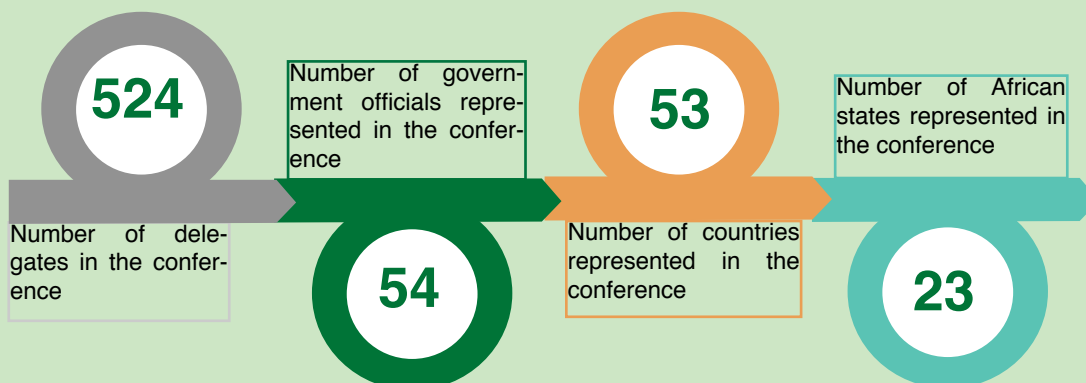 524
Number of dele-
gates in the confer-
ence
Number of govern-
ment officials repre-
sented in the confer-
ence
54
53
Number of countries
represented in the
conference
Number of African
states represented in
the conference
23